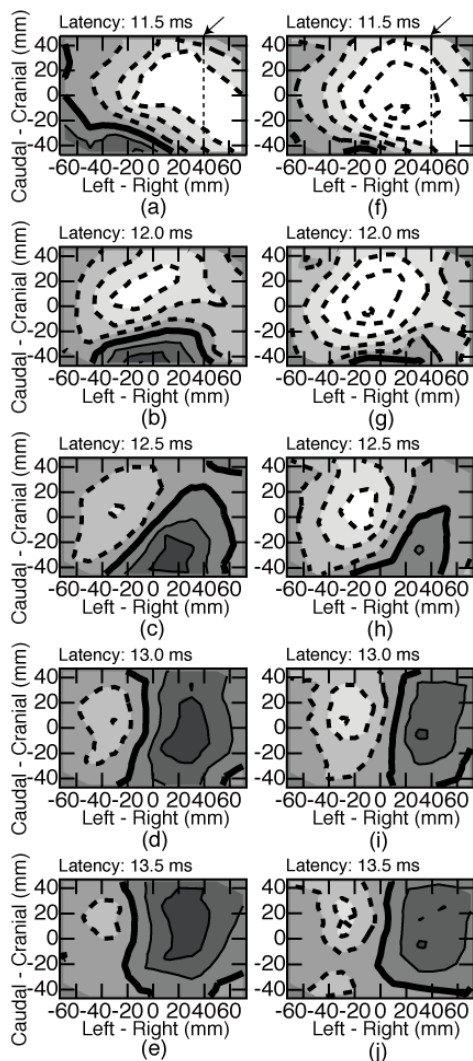 Latency: 11.5 ms
Caudal - Cranial (mm)
40
20
0
-20
-40
-60-40-20 0 204060
Left - Right (mm)
(a)
Latency: 11.5 ms
40
20
0
-20
-40
-60-40-20 0 204060
Left - Right (mm)
(f)
Latency: 12.0 ms
Caudal - Cranial (mm)
40
20
0
-20
-40
-60-40-20 0 204060
Left - Right (mm)
(b)
Latency: 12.0 ms
40
20
0
-20
-40
-60-40-20 0 204060
Left - Right (mm)
(g)
Latency: 12.5 ms
Caudal - Cranial (mm)
40
20
0
-20
-40
-60-40-20 0 204060
Left - Right (mm)
(c)
Latency: 12.5 ms
40
20
0
-20
-40
-60-40-20 0 204060
Left - Right (mm)
(h)
Latency: 13.0 ms
Caudal - Cranial (mm)
40
20
0
-20
-40
-60-40-20 0 204060
Left - Right (mm)
(d)
Latency: 13.0 ms
40
20
0
-20
-40
-60-40-20 0 204060
Left - Right (mm)
(i)
Latency: 13.5 ms
Caudal - Cranial (mm)
40
20
0
-20
-40
-60-40-20 0 204060
Left - Right (mm)
(e)
Latency: 13.5 ms
40
20
0
-20
-40
-60-40-20 0 204060
Left - Right (mm)
(j)